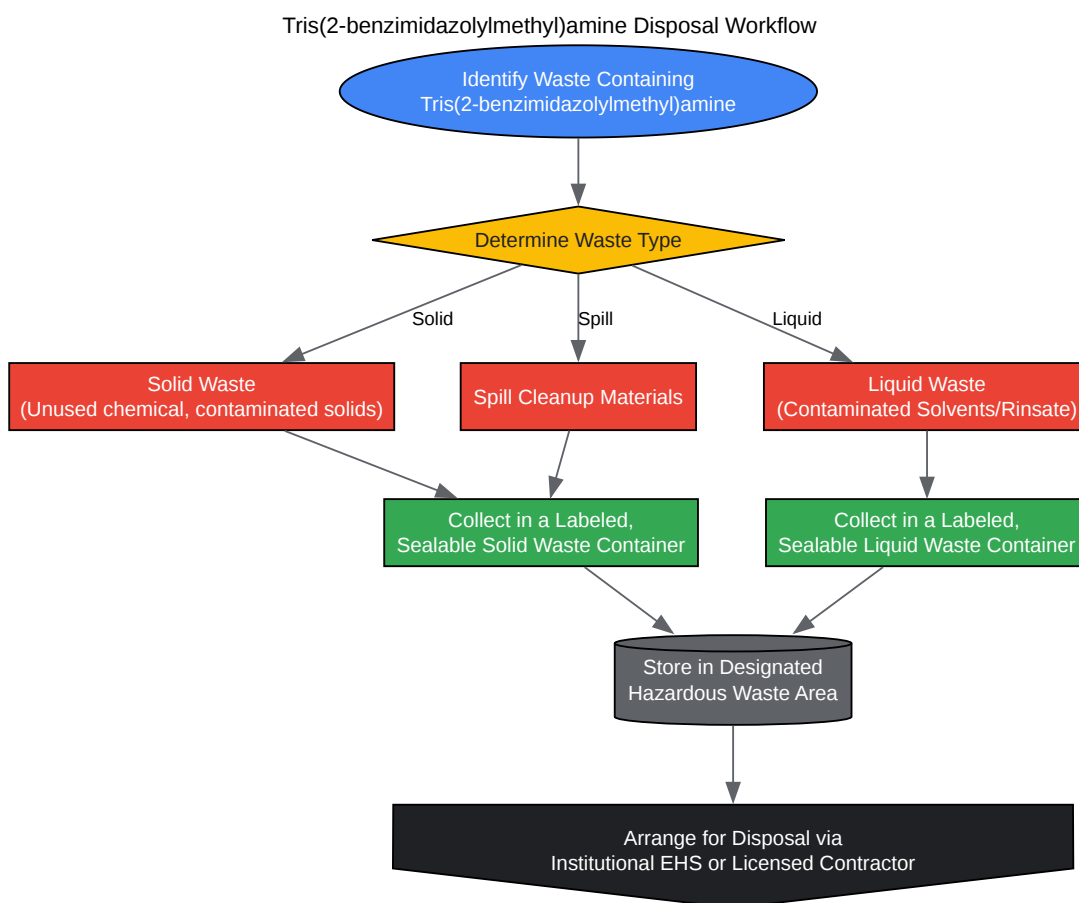 Tris(2-benzimidazolylmethyl)amine Disposal Workflow
Identify Waste Containing
Tris(2-benzimidazolylmethyl)amine
Determine Waste Type
Solid
Spill
Liquid
Solid Waste
(Unused chemical, contaminated solids)
Spill Cleanup Materials
Liquid Waste
(Contaminated Solvents/Rinsate)
Collect in a Labeled,
Sealable Solid Waste Container
Collect in a Labeled,
Sealable Liquid Waste Container
Store in Designated
Hazardous Waste Area
Arrange for Disposal via
Institutional EHS or Licensed Contractor